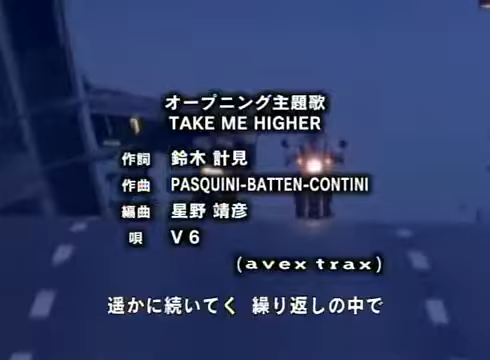 オープニング主題歌
TAKE ME HIGHER
作詞 鈴木 計見
作曲 PASQUINI-BATTEN-CONTINI
編曲 星野 靖彦
唄 V6
(avex trax)
遥かに続いてく 繰り返しの中で